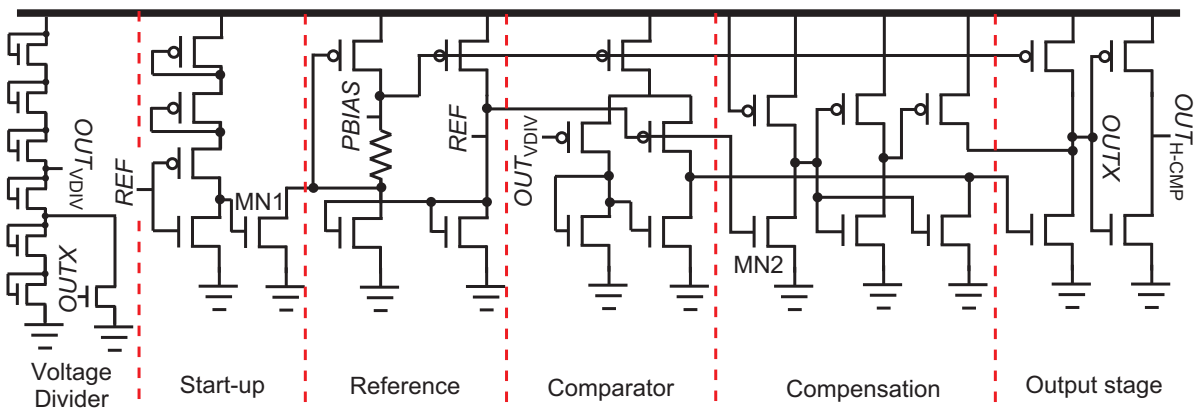 OUTVDIV
OUTX
REF
MN1
PBIAS
REF
OUTVDIV
MN2
OUTX
OUTH-CMP
Voltage
Divider
Start-up
Reference
Comparator
Compensation
Output stage